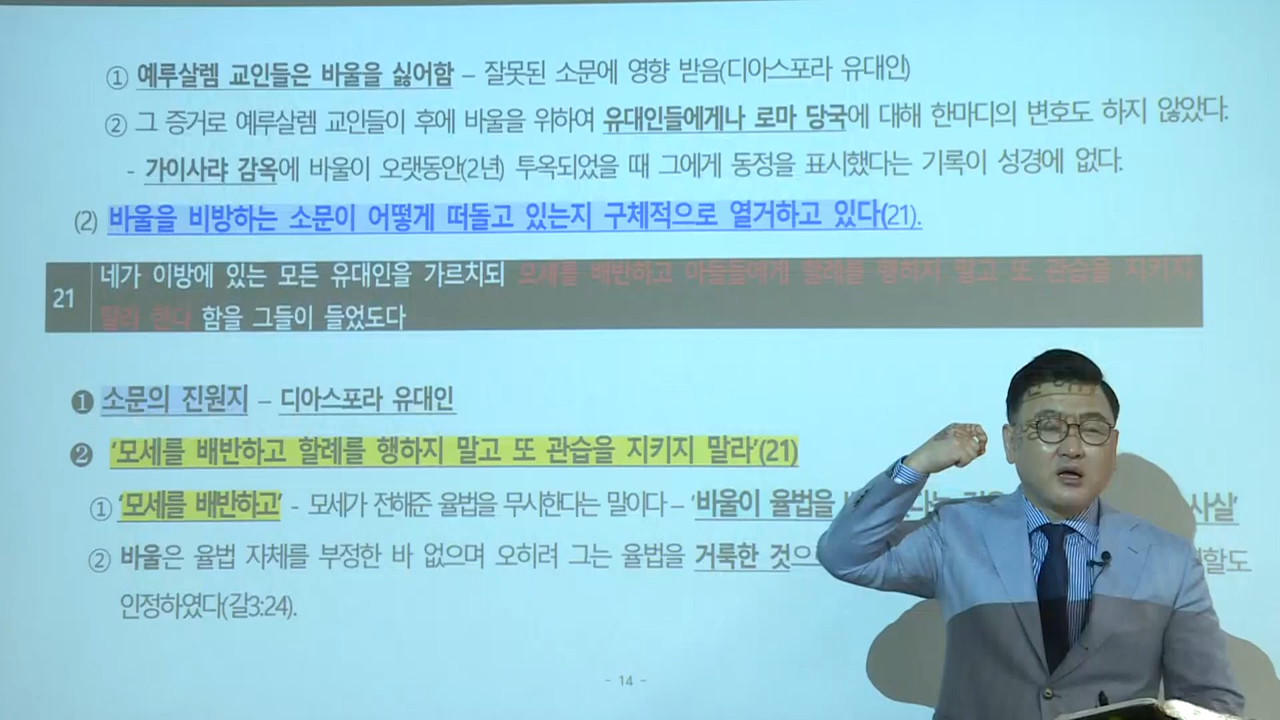 ① 예루살렘 교인들은 바울을 싫어함 – 잘못된 소문에 영향 받음(디아스포라 유대인)
② 그 증거로 예루살렘 교인들이 후에 바울을 위하여 유대인들에게나 로마 당국에 대해 한마디의 변호도 하지 않았다.
- 가이사랴 감옥에 바울이 오랫동안(2년) 투옥되었을 때 그에게 동정을 표시했다는 기록이 성경에 없다.
(2) 바울을 비방하는 소문이 어떻게 떠돌고 있는지 구체적으로 열거하고 있다(21).
21 네가 이방에 있는 모든 유대인을 가르치되 모세를 배반하고 아들들에게 할례를 행하지 말고 또 관습을 지키지
말라 한다 함을 그들이 들었도다
❶ 소문의 진원지 – 디아스포라 유대인
❷ '모세를 배반하고 할례를 행하지 말고 또 관습을 지키지 말라'(21)
① '모세를 배반하고' - 모세가 전해준 율법을 무시한다는 말이다 – '바울이 율법을 사실'
② 바울은 율법 자체를 부정한 바 없으며 오히려 그는 율법을 거룩한 것으
인정하였다(갈3:24).
- 14 -